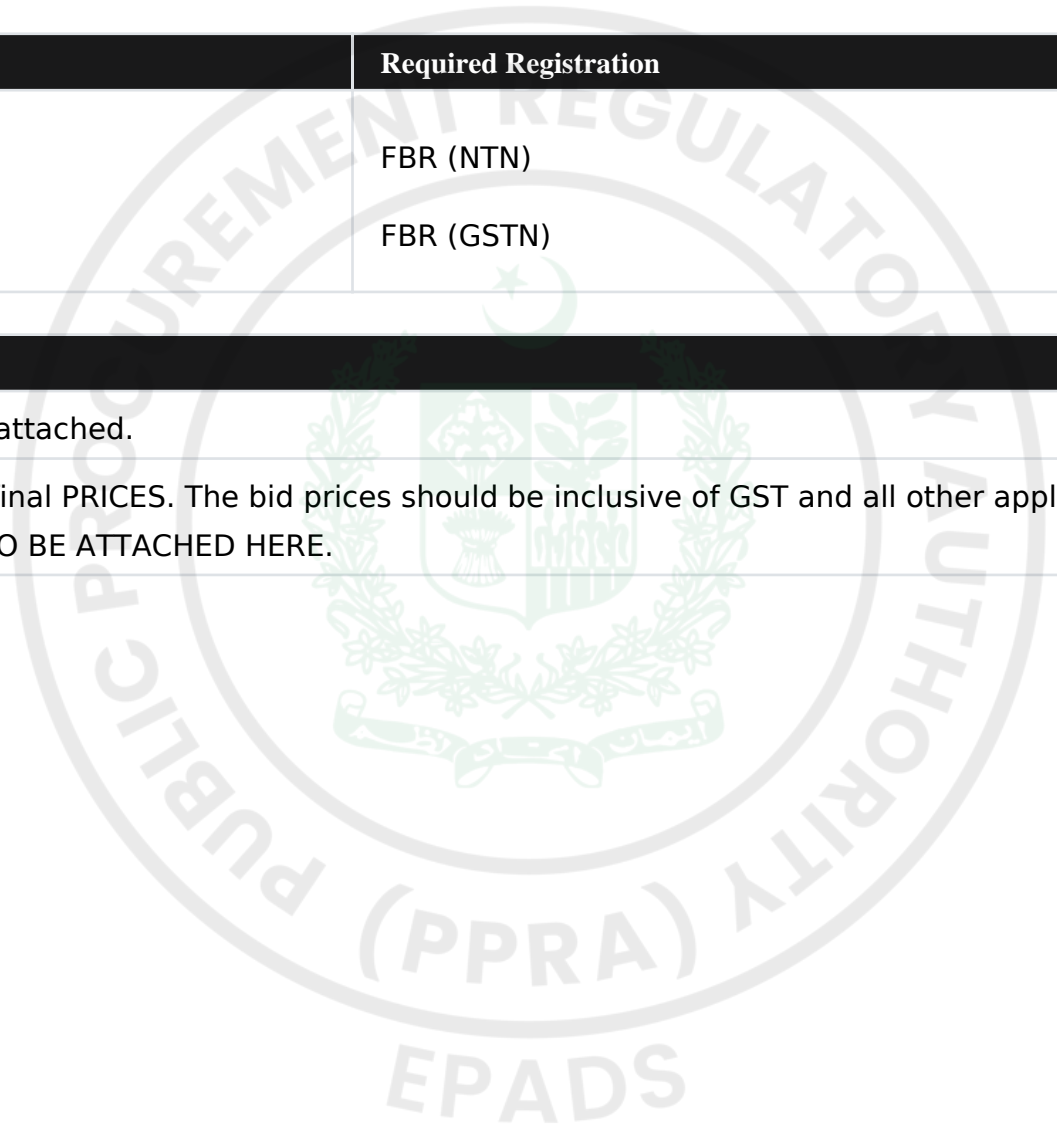 Required Registration
FBR (NTN)
FBR (GSTN)
attached.
inal PRICES. The bid prices should be inclusive of GST and all other appl
O BE ATTACHED HERE.
PUBLIC PROCUREMENT REGULATORY AUTHORITY
(PPRA)
EPADS